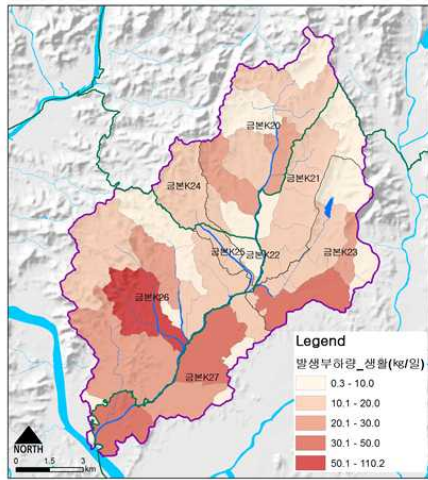 금본K20
금본K21
금본K24
금본K25
금본K22
금본K23
금본K26
금본K27
Legend
발생부하량_생활(kg/일)
0.3 - 10.0
10.1 - 20.0
20.1 - 30.0
30.1 - 50.0
50.1 - 110.2
NORTH
0 1.5 3
km